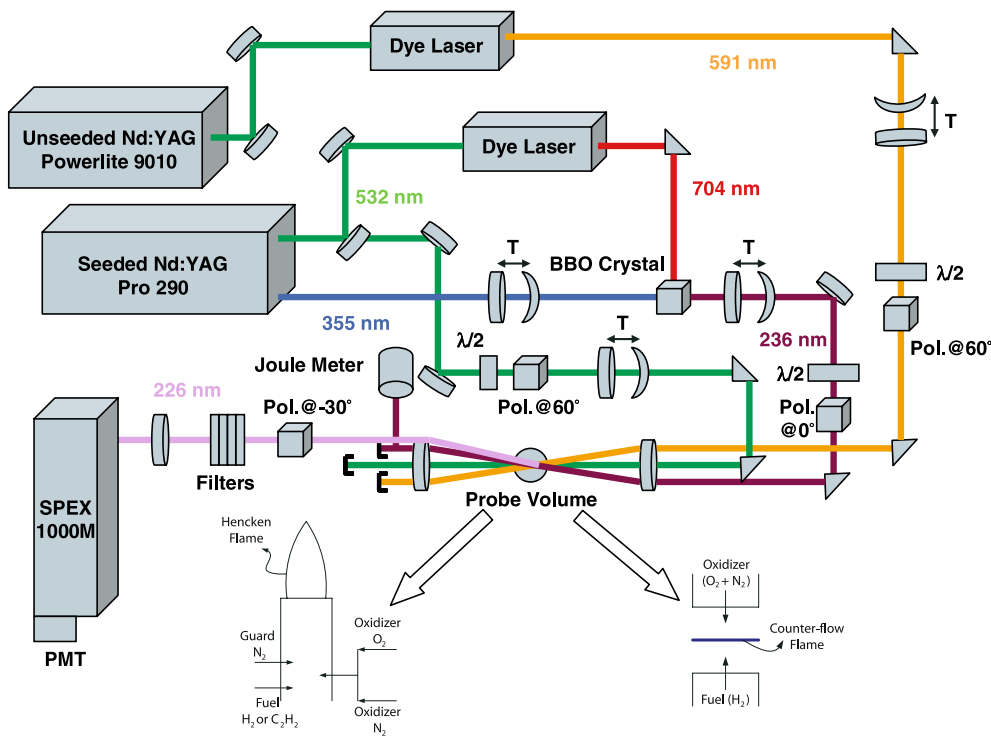 Dye Laser
591 nm
T
Unseeded Nd:YAG
Powerlite 9010
Dye Laser
704 nm
532 nm
Seeded Nd:YAG
Pro 290
T
BBO Crystal
T
λ/2
355 nm
236 nm
Pol.@60°
Joule Meter
λ/2
T
λ/2
226 nm
Pol.@-30°
Pol.@60°
Pol.
@0°
Filters
Probe Volume
SPEX
1000M
PMT
Hencken
Flame
Guard
N₂
Fuel
H₂ or C₂H₂
Oxidizer
O₂
Oxidizer
N₂
Oxidizer
(O₂ + N₂)
Counter-flow
Flame
Fuel (H₂)